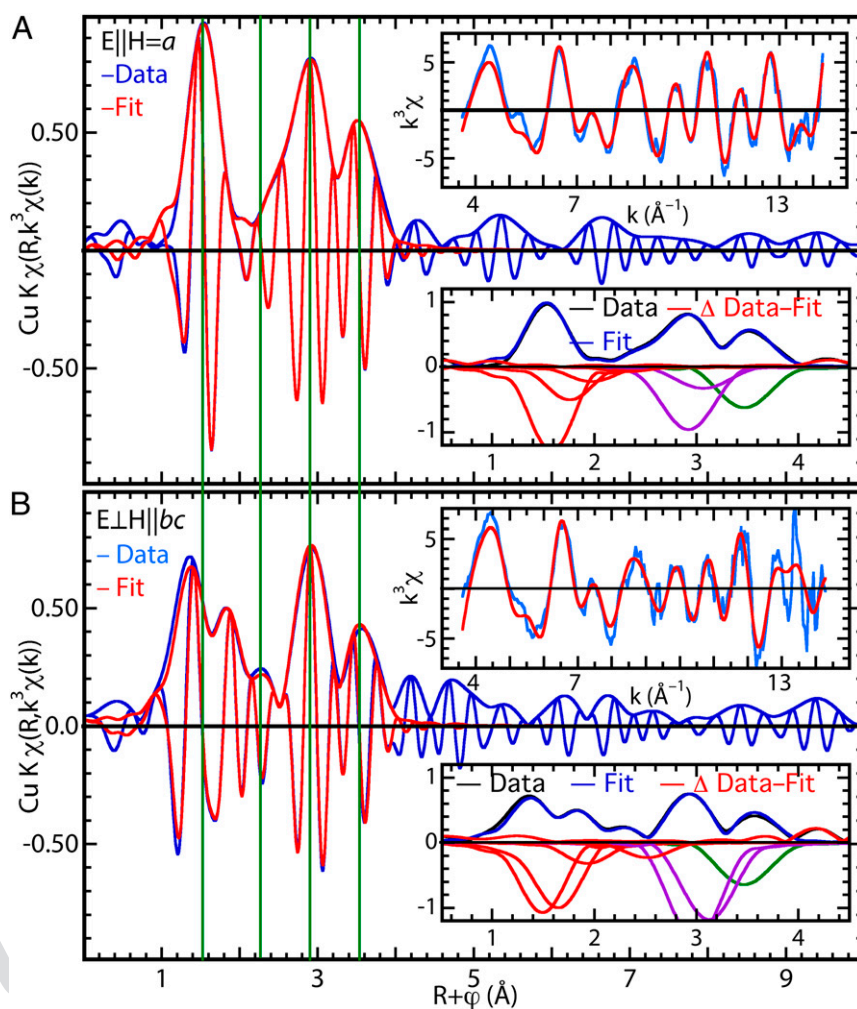 A
E||H=a
–Data
–Fit
0.50
-0.50
Cu K χ(R,k³χ(k))
5
-5
k³χ
4 7 13
k (Å⁻¹)
Data Δ Data–Fit
Fit
1
0
-1
1 2 3 4
B
E⊥H||bc
– Data
– Fit
0.50
0.0
-0.50
Cu K χ(R,k³χ(k))
5
-5
k³χ
4 7 13
k (Å⁻¹)
Data Fit Δ Data–Fit
1
0
-1
1 2 3 4
1 3 5 7 9
R+φ (Å)